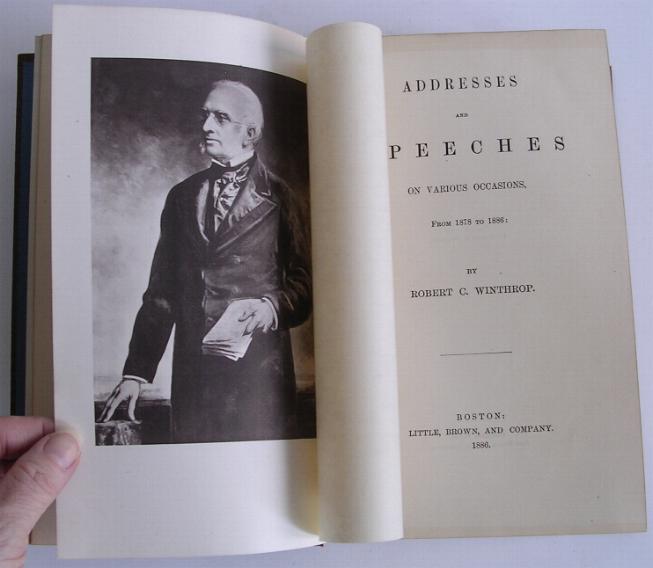 ADDRESSES
AND
PEECHES
ON VARIOUS OCCASIONS,
FROM 1878 TO 1886:
BY
ROBERT C. WINTHROP.
BOSTON:
LITTLE, BROWN, AND COMPANY.
1886.